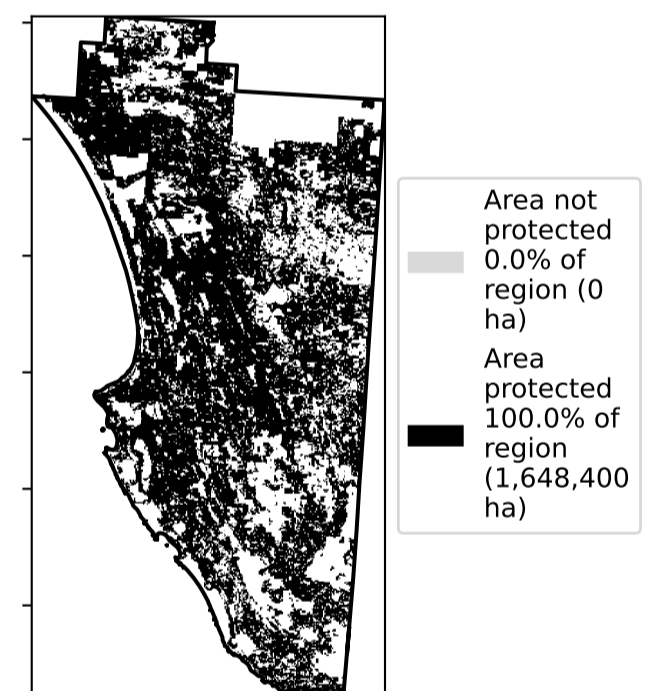 Area not
protected
0.0% of
region (0
ha)
Area
protected
100.0% of
region
(1,648,400
ha)